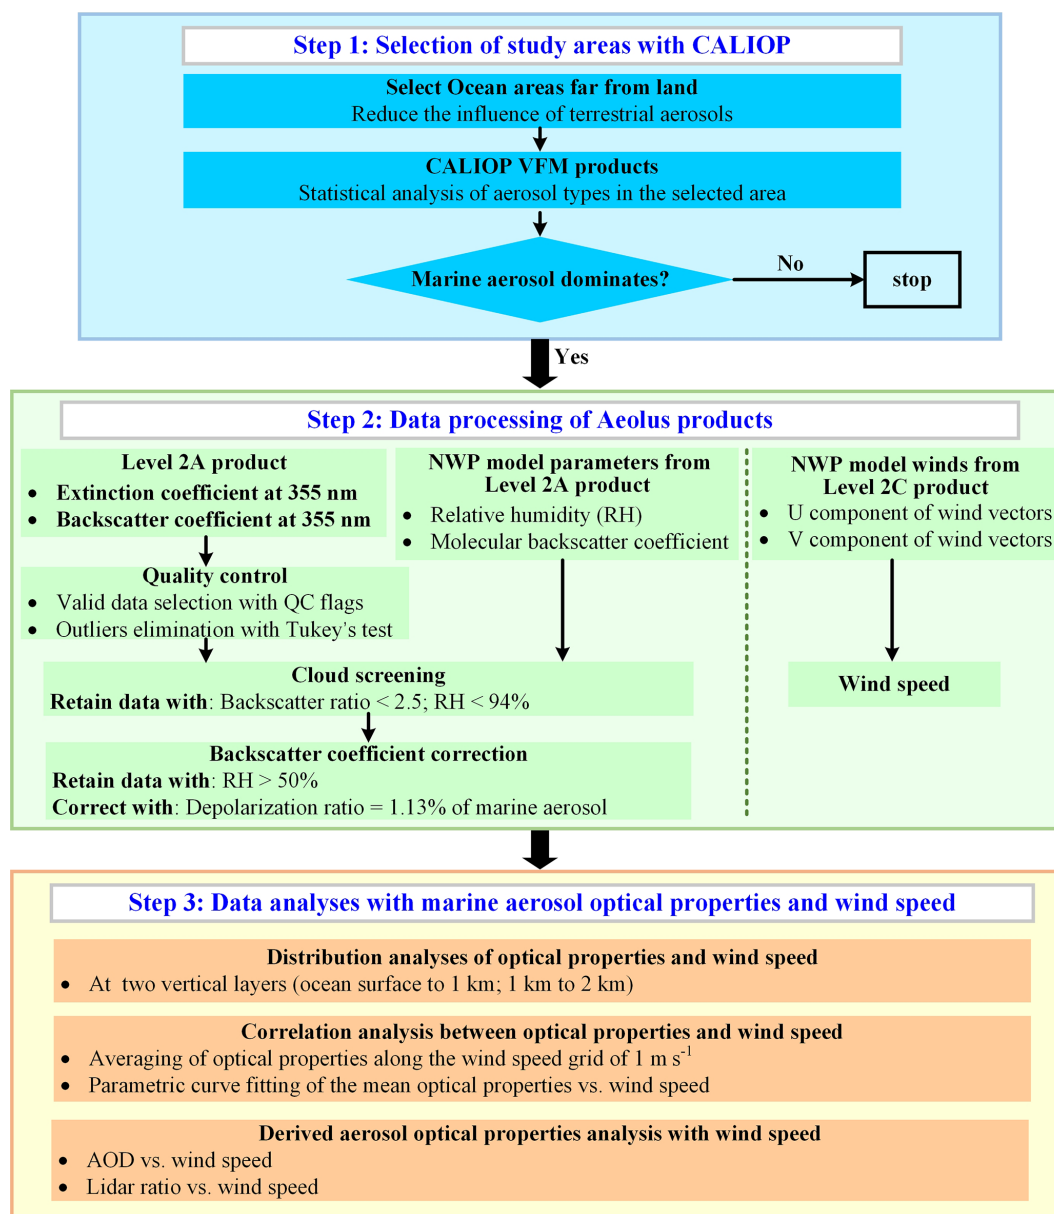 Step 1: Selection of study areas with CALIOP
Select Ocean areas far from land
Reduce the influence of terrestrial aerosols
CALIOP VFM products
Statistical analysis of aerosol types in the selected area
Marine aerosol dominates?
No
stop
Yes
Step 2: Data processing of Aeolus products
Level 2A product
• Extinction coefficient at 355 nm
• Backscatter coefficient at 355 nm
NWP model parameters from
Level 2A product
• Relative humidity (RH)
• Molecular backscatter coefficient
NWP model winds from
Level 2C product
• U component of wind vectors
• V component of wind vectors
Quality control
• Valid data selection with QC flags
• Outliers elimination with Tukey's test
Cloud screening
Retain data with: Backscatter ratio < 2.5; RH < 94%
Wind speed
Backscatter coefficient correction
Retain data with: RH > 50%
Correct with: Depolarization ratio = 1.13% of marine aerosol
Step 3: Data analyses with marine aerosol optical properties and wind speed
Distribution analyses of optical properties and wind speed
• At two vertical layers (ocean surface to 1 km; 1 km to 2 km)
Correlation analysis between optical properties and wind speed
• Averaging of optical properties along the wind speed grid of 1 m s⁻¹
• Parametric curve fitting of the mean optical properties vs. wind speed
Derived aerosol optical properties analysis with wind speed
• AOD vs. wind speed
• Lidar ratio vs. wind speed